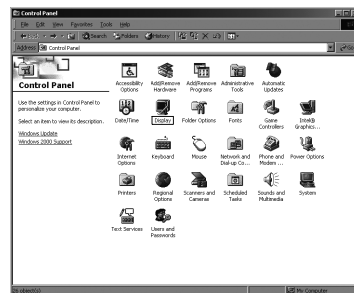 Control Panel
File Edit View Favorites Tools Help
Search Folders History
Address Control Panel
Control Panel
Use the settings in Control Panel to
personalize your computer.
Select an item to view its description.
Windows Update
Windows 2000 Support
Accessibility Options
Add/Remove Hardware
Add/Remove Programs
Administrative Tools
Automatic Updates
Date/Time
Display
Folder Options
Fonts
Game Controllers
Intel® Graphics...
Internet Options
Keyboard
Mouse
Network and Dial-up Co...
Phone and Modem ...
Power Options
Printers
Regional Options
Scanners and Cameras
Scheduled Tasks
Sounds and Multimedia
System
Text Services
Users and Passwords
26 object(s)
My Computer